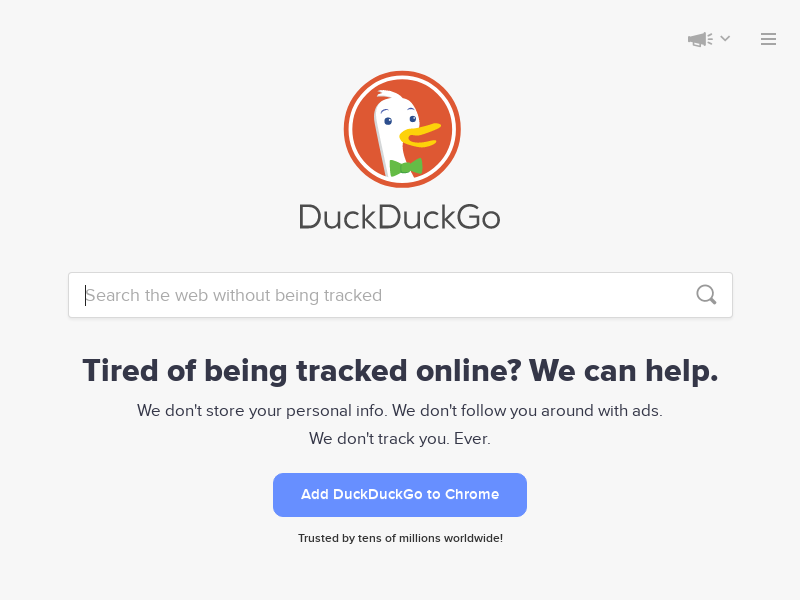 DuckDuckGo
Search the web without being tracked
Tired of being tracked online? We can help.
We don't store your personal info. We don't follow you around with ads.
We don't track you. Ever.
Add DuckDuckGo to Chrome
Trusted by tens of millions worldwide!